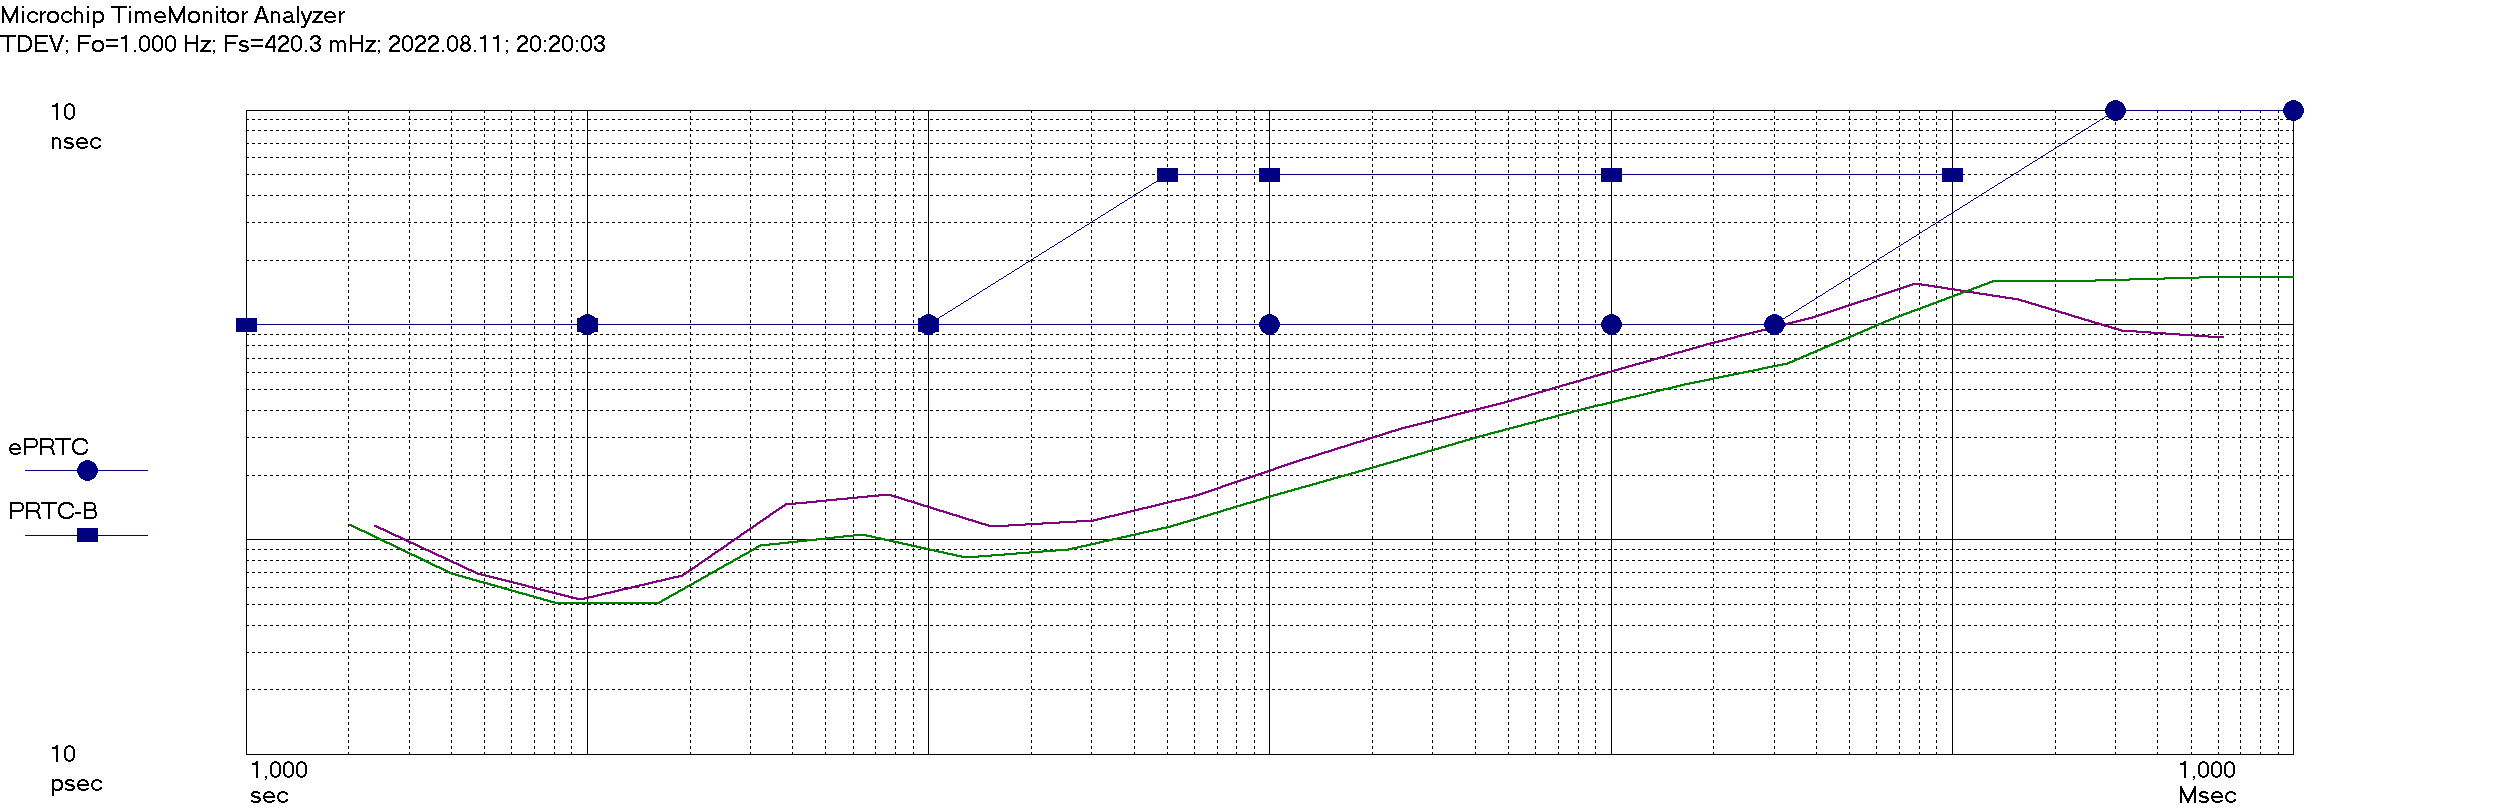 Microchip TimeMonitor Analyzer
TDEV; Fo=1.000 Hz; Fs=420.3 mHz; 2022.08.11; 20:20:03
10
nsec
ePRTC
PRTC-B
10
psec
1,000
sec
1,000
Msec